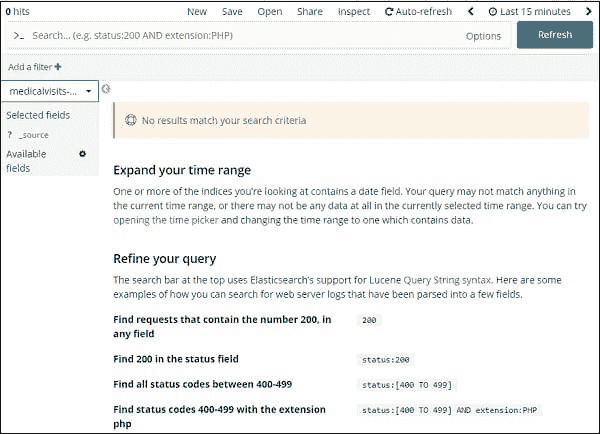 0 hits New Save Open Share Inspect Auto-refresh Last 15 minutes
>_ Search... (e.g. status:200 AND extension:PHP) Options Refresh
Add a filter +
medicalvisits-...
No results match your search criteria
Selected fields
? _source
Available
fields
Expand your time range
One or more of the indices you're looking at contains a date field. Your query may not match anything in
the current time range, or there may not be any data at all in the currently selected time range. You can try
opening the time picker and changing the time range to one which contains data.
Refine your query
The search bar at the top uses Elasticsearch's support for Lucene Query String syntax. Here are some
examples of how you can search for web server logs that have been parsed into a few fields.
Find requests that contain the number 200, in 200
any field
Find 200 in the status field status:200
Find all status codes between 400-499 status:[400 TO 499]
Find status codes 400-499 with the extension status:[400 TO 499] AND extension:PHP
php